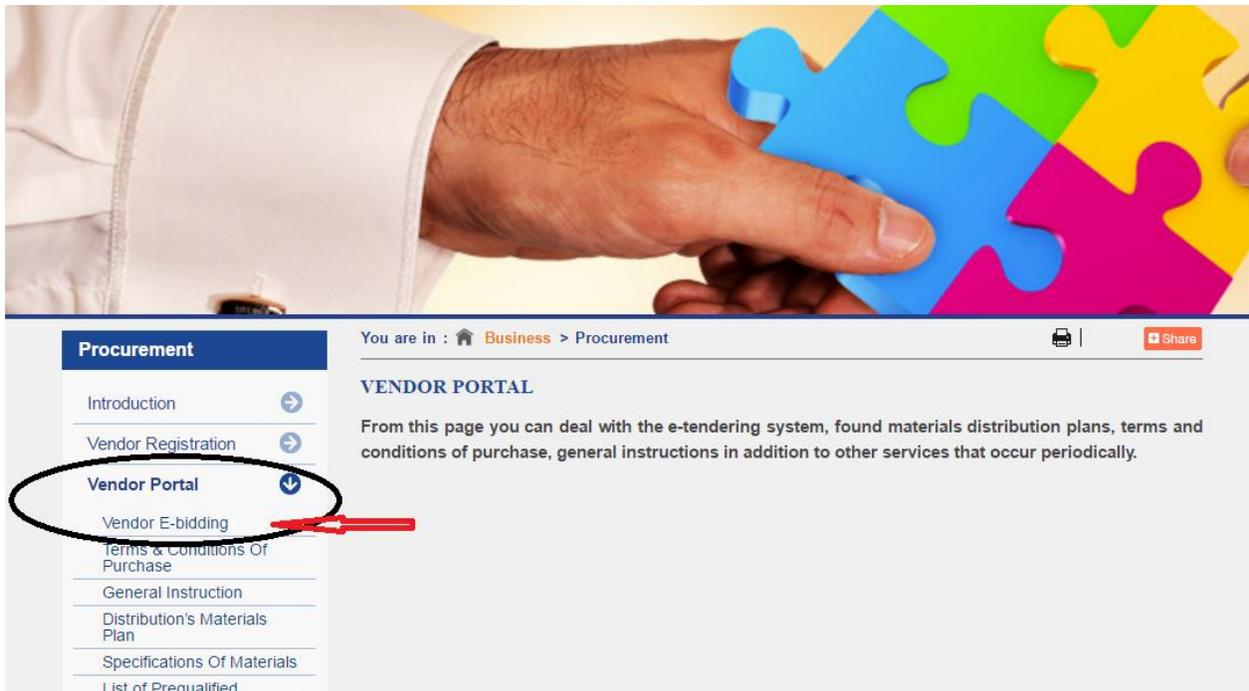 Procurement
Introduction
Vendor Registration
Vendor Portal
Vendor E-bidding
Terms & Conditions Of
Purchase
General Instruction
Distribution's Materials
Plan
Specifications Of Materials
List of Prequalified
You are in : Business > Procurement
Share
VENDOR PORTAL
From this page you can deal with the e-tendering system, found materials distribution plans, terms and
conditions of purchase, general instructions in addition to other services that occur periodically.